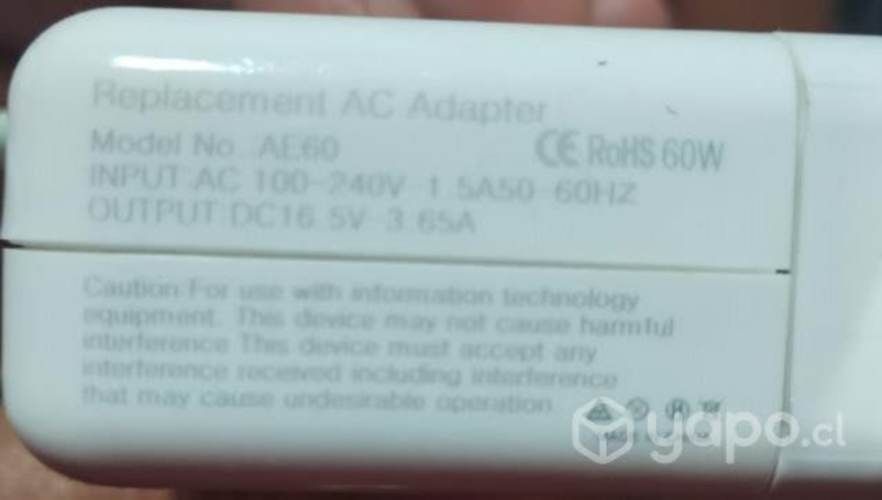 Replacement AC Adapter
Model No. AE60
CE RoHS 60W
INPUT:AC 100-240V 1.5A50-60HZ
OUTPUT:DC16.5V 3.65A
Caution For use with information technology
equipment. This device may not cause harmful
interference This device must accept any
interference received including interference
that may cause undesirable operation
yapo.cl